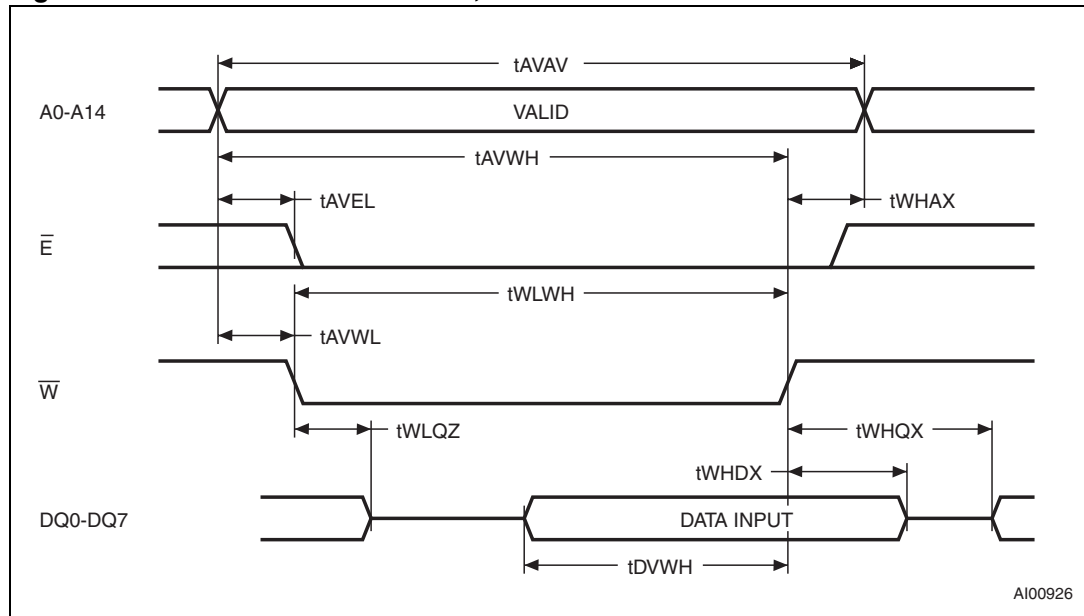 tAVAV
A0-A14
VALID
tAVWH
tAVEL
tWHAX
E̅
tWLWH
tAVWL
W̅
tWLQZ
tWHQX
tWHDX
DQ0-DQ7
DATA INPUT
tDVWH
AI00926